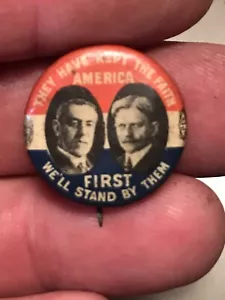 THEY HAVE KEPT THE FAITH
AMERICA
FIRST
WE'LL STAND BY THEM